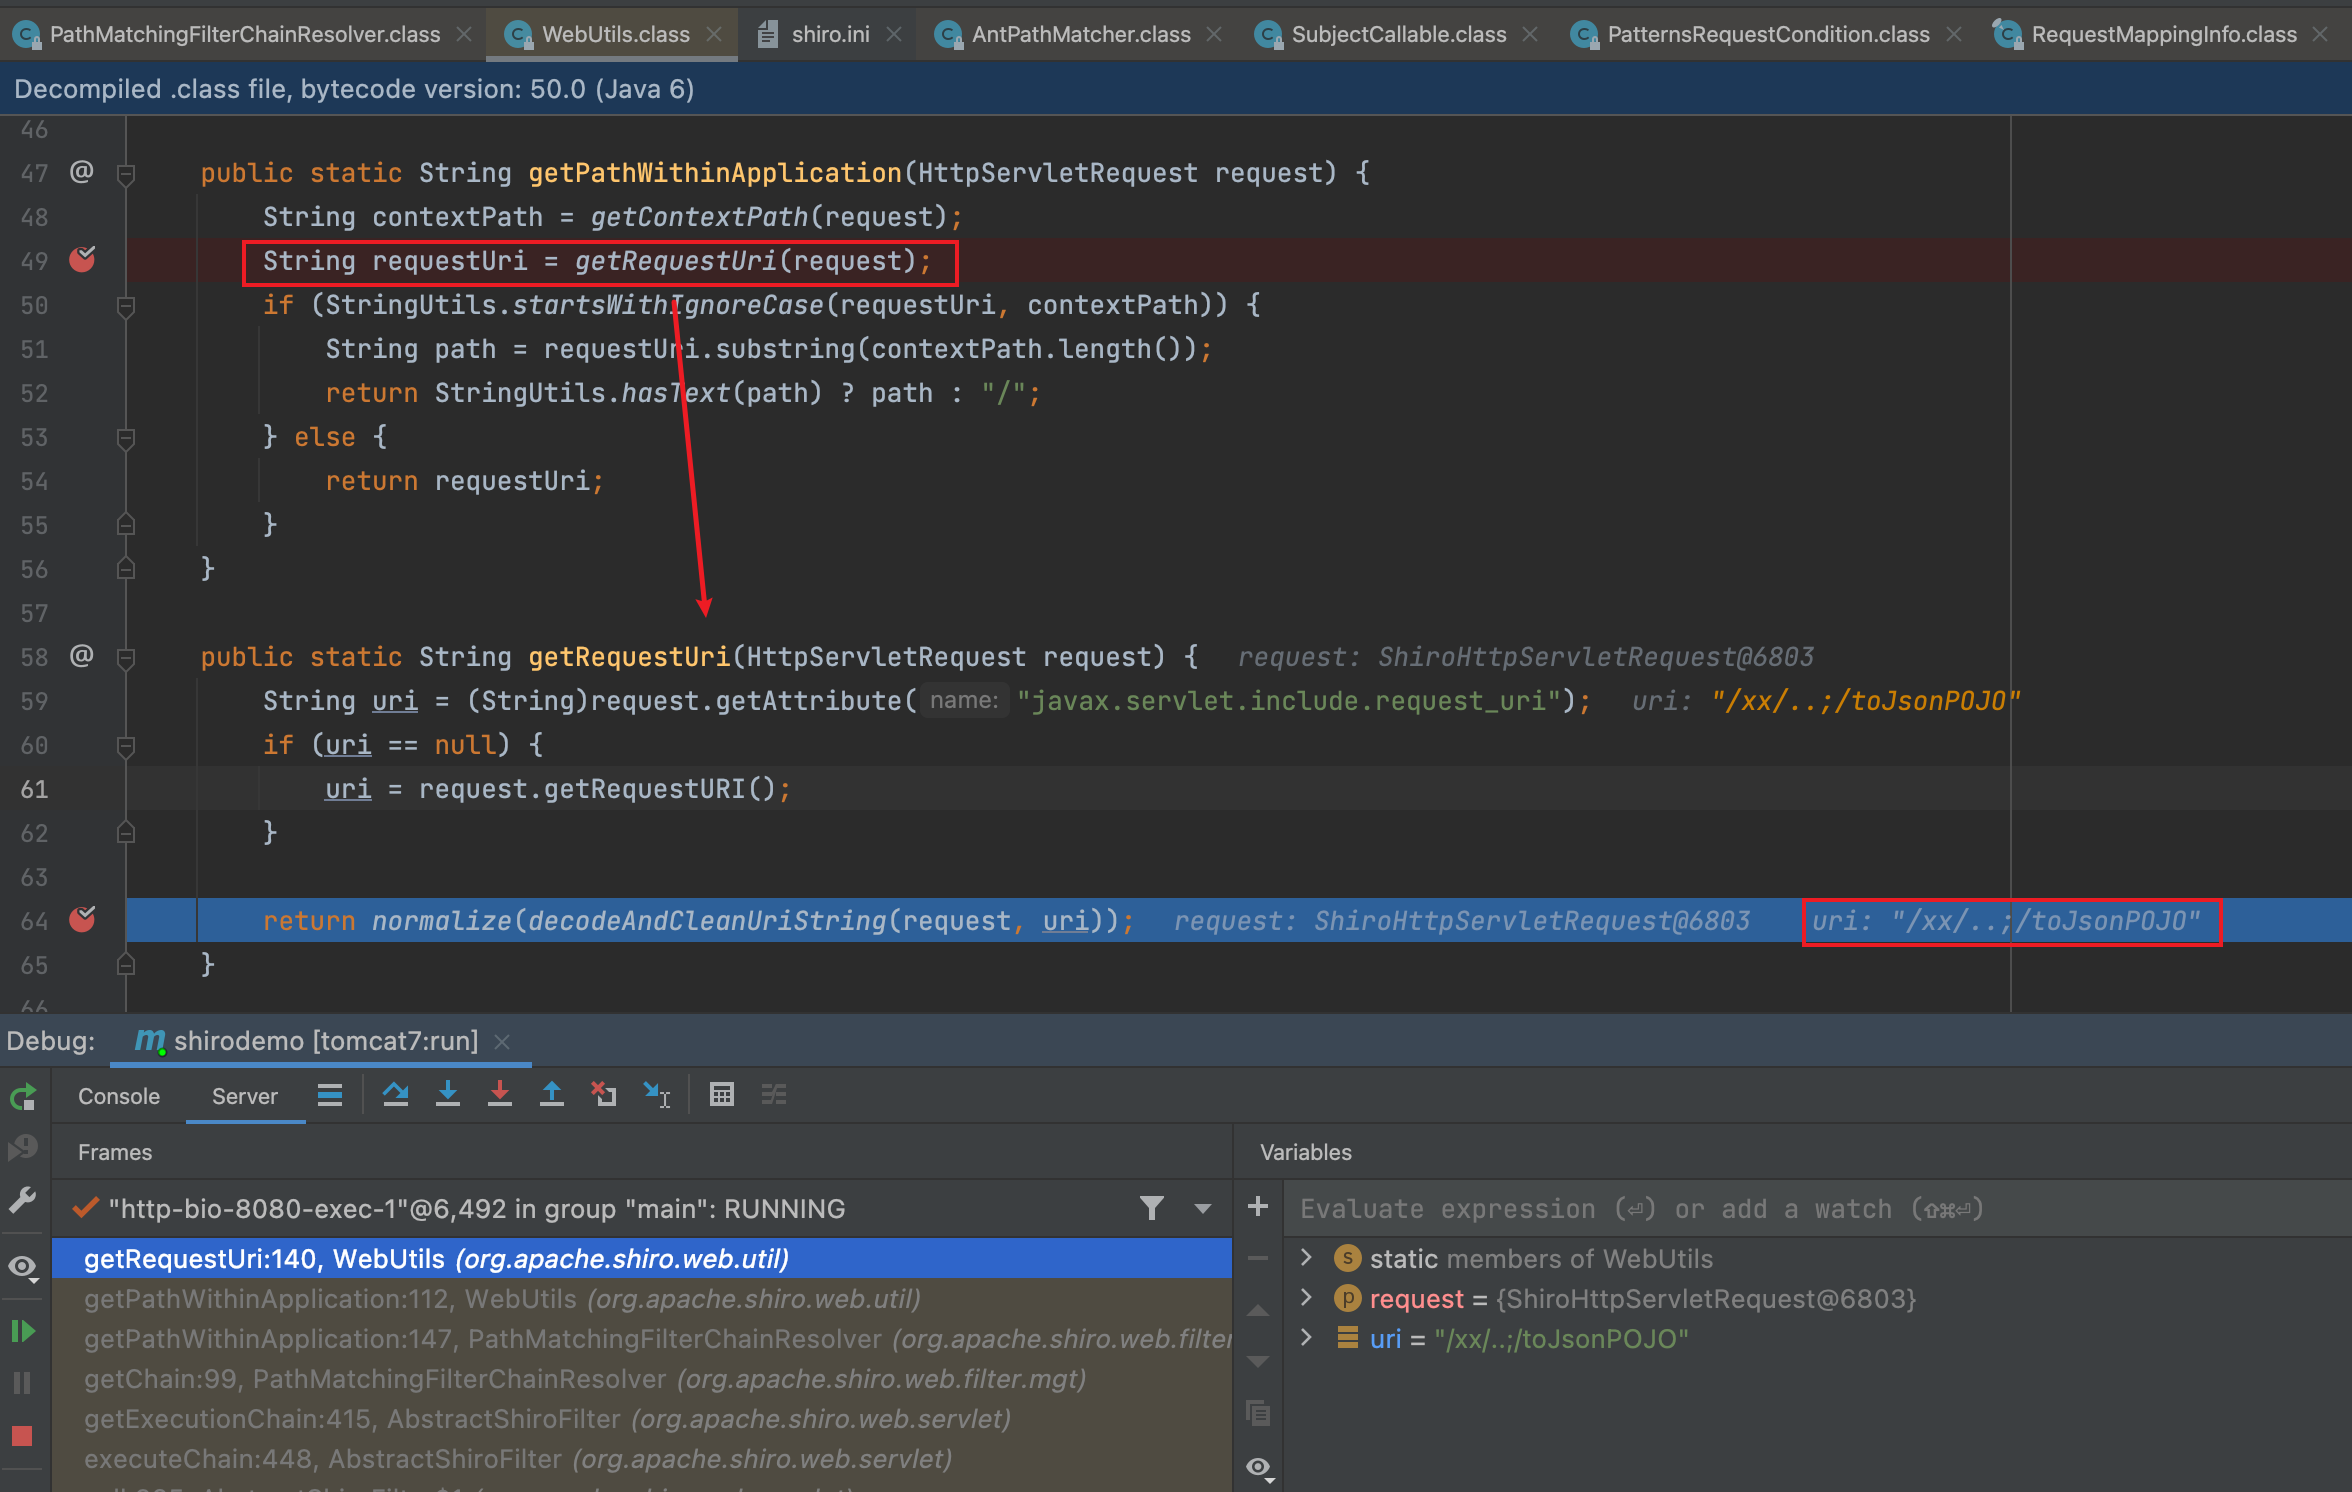 PathMatchingFilterChainResolver.class WebUtils.class shiro.ini AntPathMatcher.class SubjectCallable.class PatternsRequestCondition.class RequestMappingInfo.class
Decompiled .class file, bytecode version: 50.0 (Java 6)
46
47 @ public static String getPathWithinApplication(HttpServletRequest request) {
48 String contextPath = getContextPath(request);
49 String requestUri = getRequestUri(request);
50 if (StringUtils.startsWithIgnoreCase(requestUri, contextPath)) {
51 String path = requestUri.substring(contextPath.length());
52 return StringUtils.hasText(path) ? path : "/";
53 } else {
54 return requestUri;
55 }
56 }
57
58 @ public static String getRequestUri(HttpServletRequest request) { request: ShiroHttpServletRequest@6803
59 String uri = (String)request.getAttribute( name: "javax.servlet.include.request_uri"); uri: "/xx/..;/toJsonPOJO"
60 if (uri == null) {
61 uri = request.getRequestURI();
62 }
63
64 return normalize(decodeAndCleanUriString(request, uri)); request: ShiroHttpServletRequest@6803 uri: "/xx/..;/toJsonPOJO"
65 }
66
Debug: shirodemo [tomcat7:run]
Console Server
Frames
Variables
"http-bio-8080-exec-1"@6,492 in group "main": RUNNING
Evaluate expression (⏎) or add a watch (⇧⌘⏎)
getRequestUri:140, WebUtils (org.apache.shiro.web.util)
getPathWithinApplication:112, WebUtils (org.apache.shiro.web.util)
getPathWithinApplication:147, PathMatchingFilterChainResolver (org.apache.shiro.web.filter
getChain:99, PathMatchingFilterChainResolver (org.apache.shiro.web.filter.mgt)
getExecutionChain:415, AbstractShiroFilter (org.apache.shiro.web.servlet)
executeChain:448, AbstractShiroFilter (org.apache.shiro.web.servlet)
static members of WebUtils
request = {ShiroHttpServletRequest@6803}
uri = "/xx/..;/toJsonPOJO"